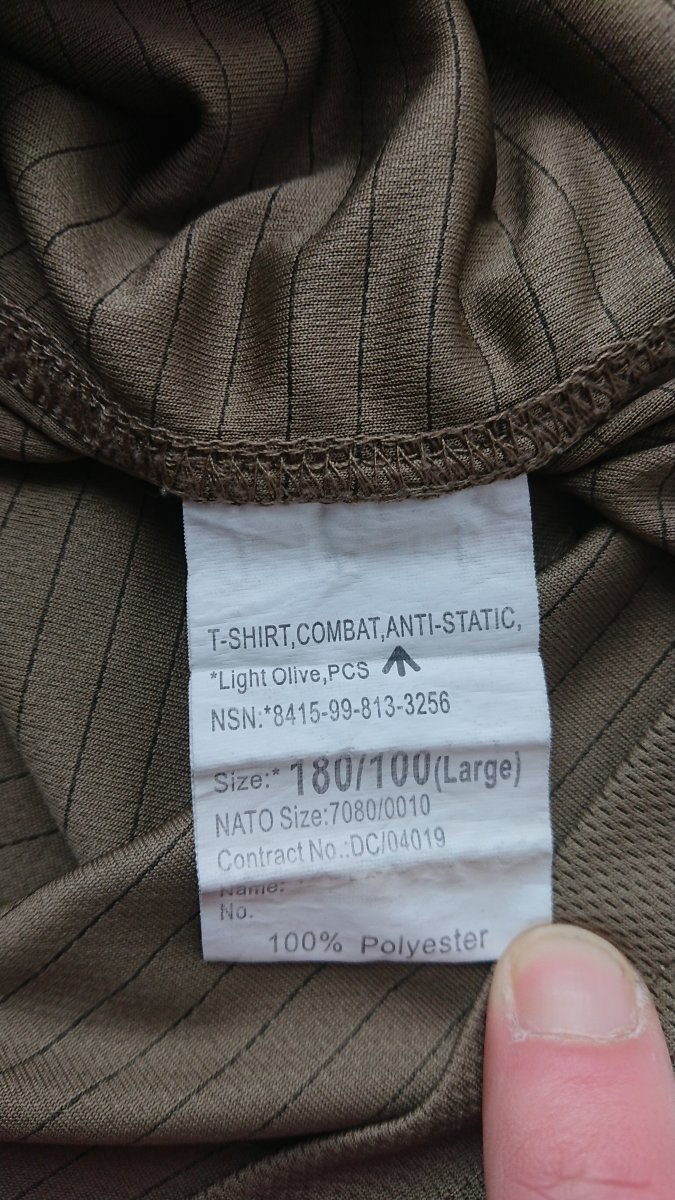 T-SHIRT,COMBAT,ANTI-STATIC,
*Light Olive,PCS
NSN:*8415-99-813-3256
Size:* 180/100(Large)
NATO Size:7080/0010
Contract No.:DC/04019
Name:
No.
100% Polyester